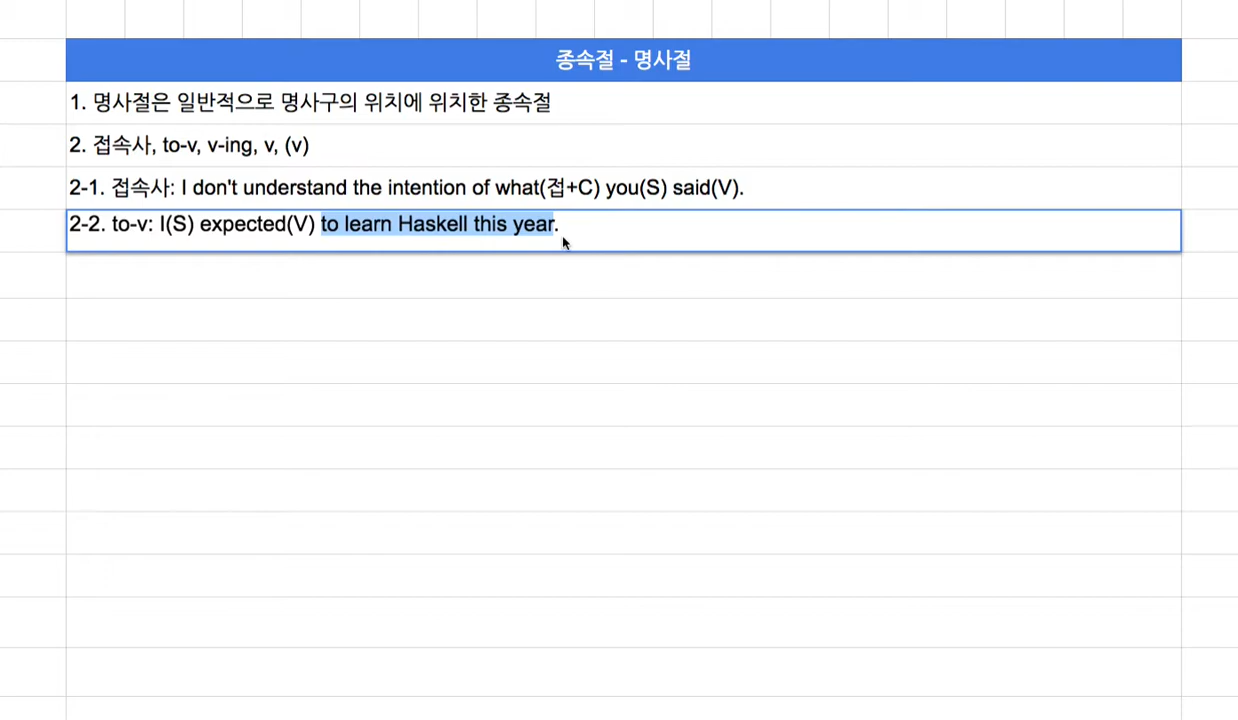 종속절 - 명사절
1. 명사절은 일반적으로 명사구의 위치에 위치한 종속절
2. 접속사, to-v, v-ing, v, (v)
2-1. 접속사: I don't understand the intention of what(접+C) you(S) said(V).
2-2. to-v: I(S) expected(V) to learn Haskell this year.